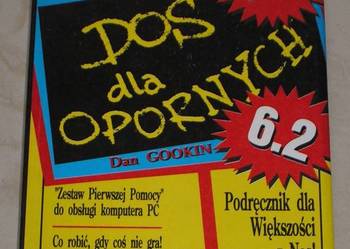 DOS
dla
OPORNYCH
6.2
Dan GOOKIN
"Zestaw Pierwszej Pomocy"
do obsługi komputera PC
Co robić, gdy coś nie gra!
Podręcznik dla
Większości